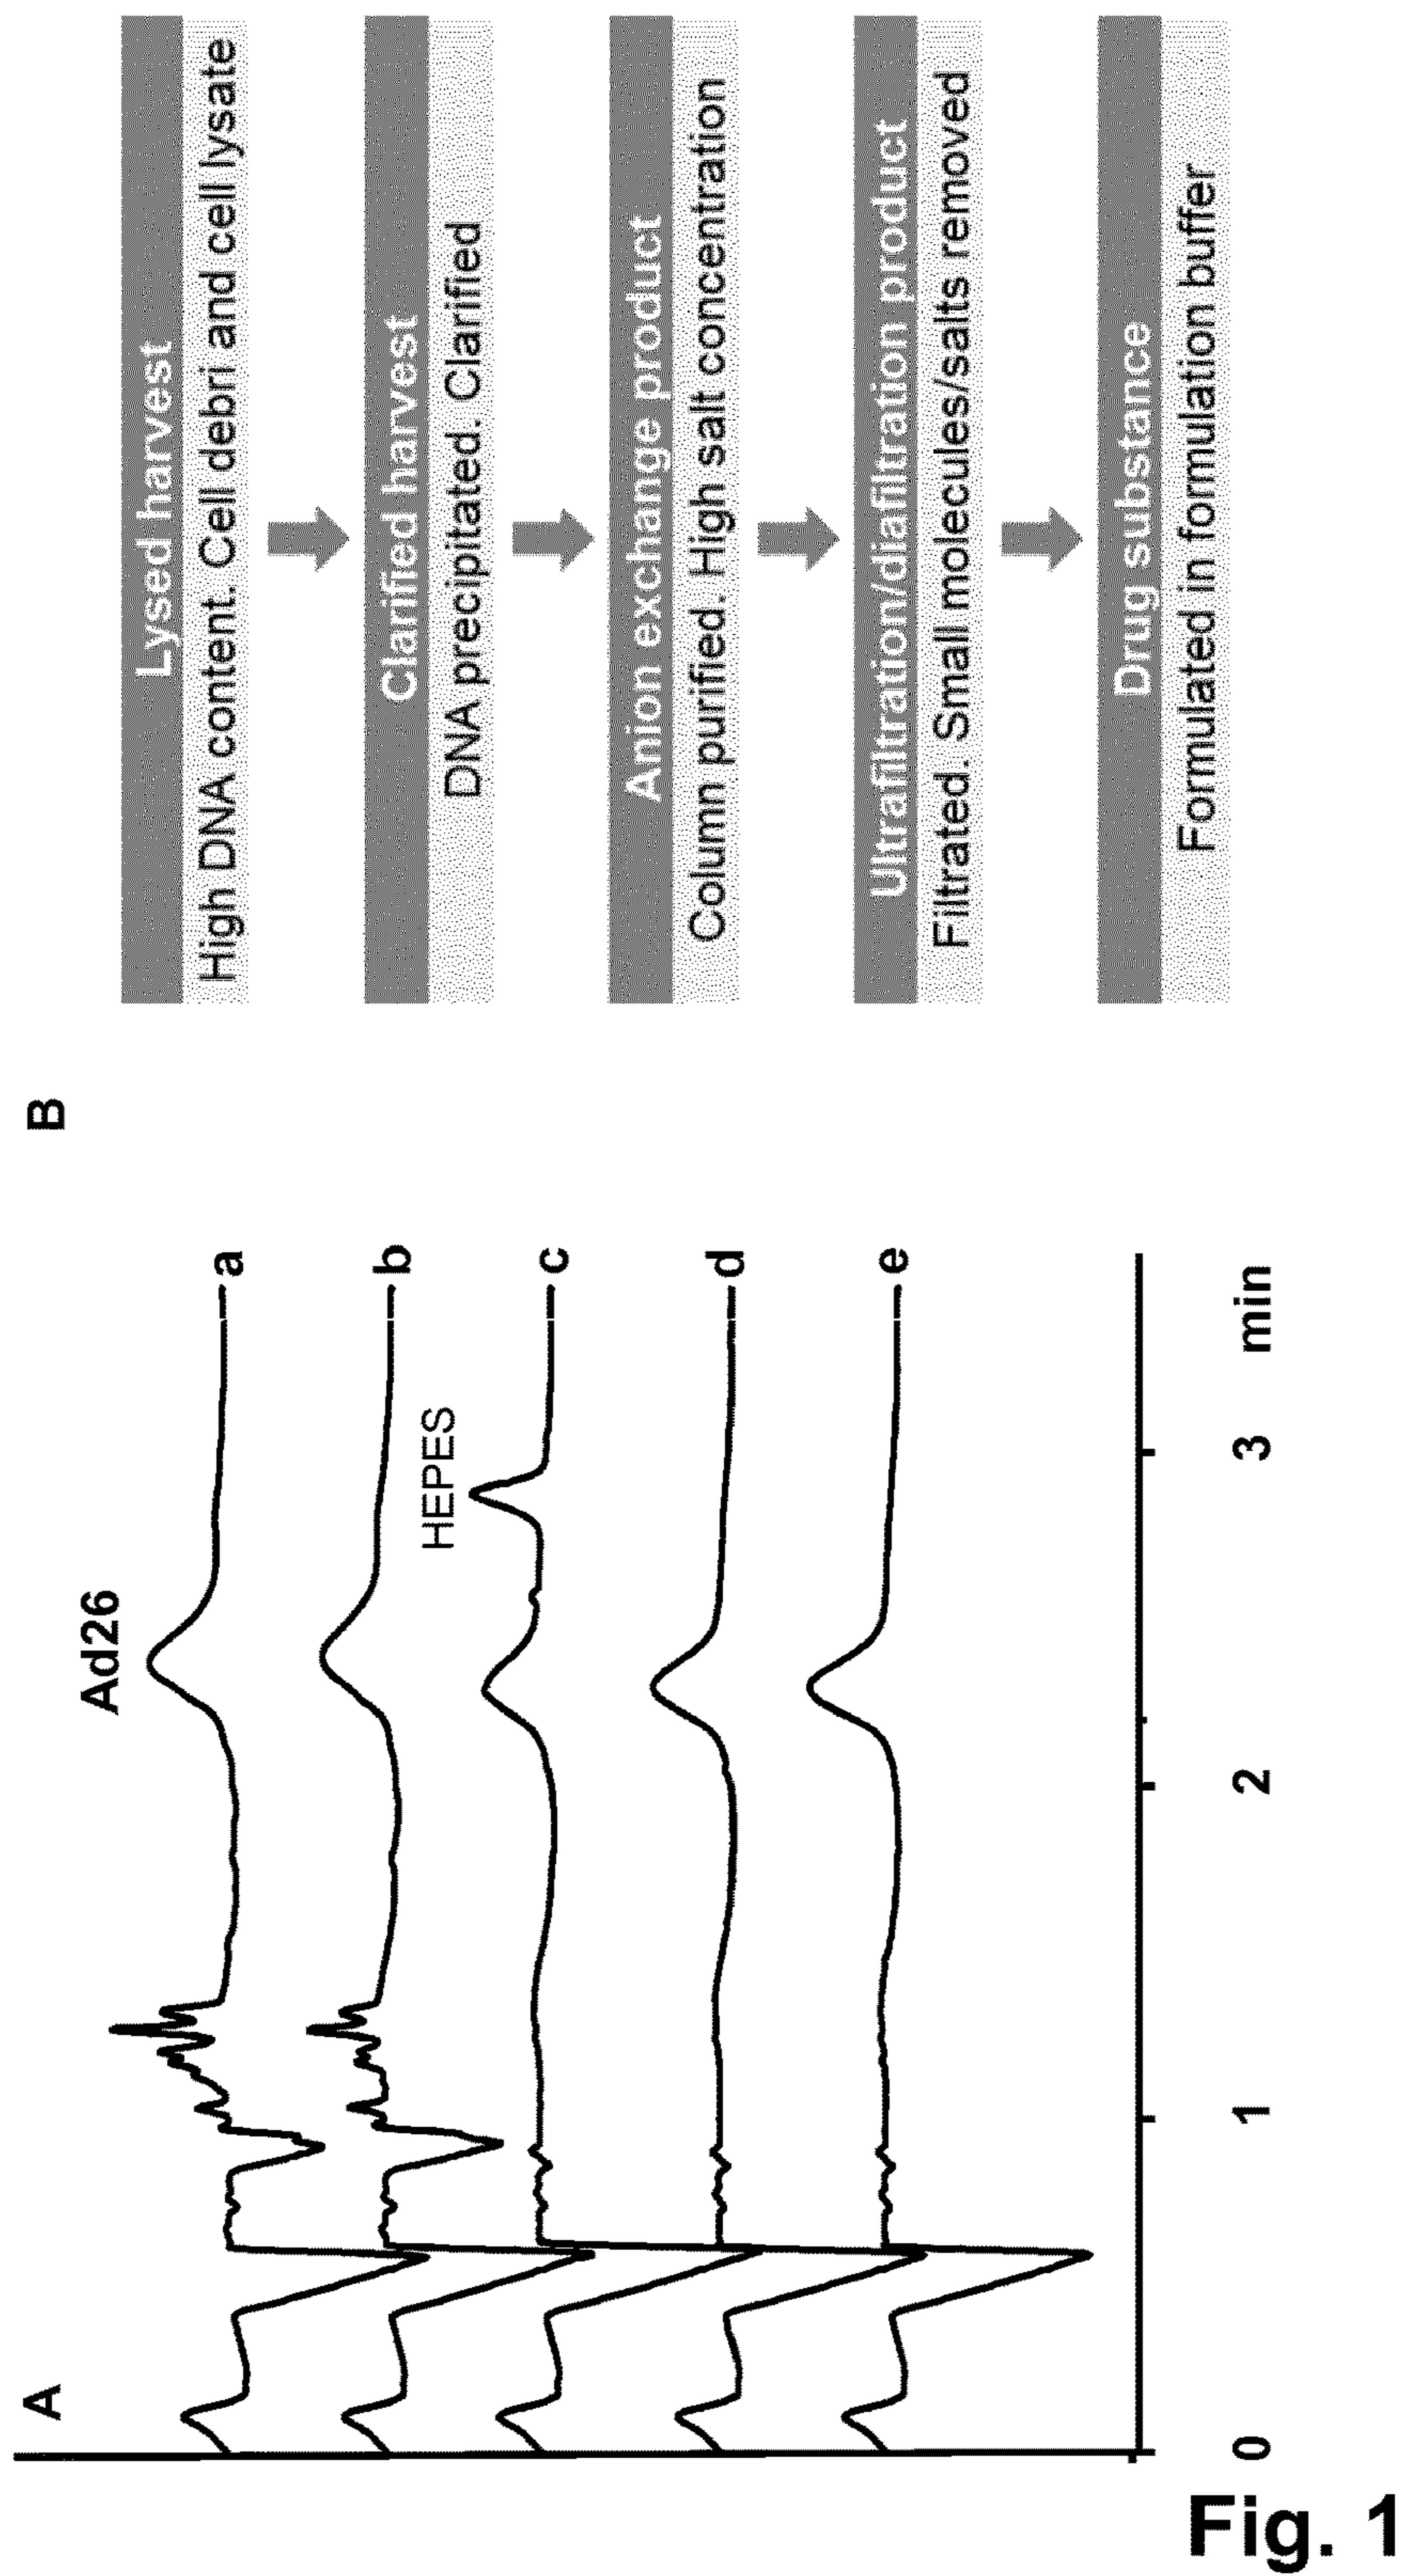 A
Ad26
a
b
HEPES
c
d
e
0
1
2
3
min
B
Lysed harvest
High DNA content. Cell debri and cell lysate
Clarified harvest
DNA precipitated. Clarified
Anion exchange product
Column purified. High salt concentration
Ultrafiltration/diafiltration product
Filtrated. Small molecules/salts removed
Drug substance
Formulated in formulation buffer
Fig. 1